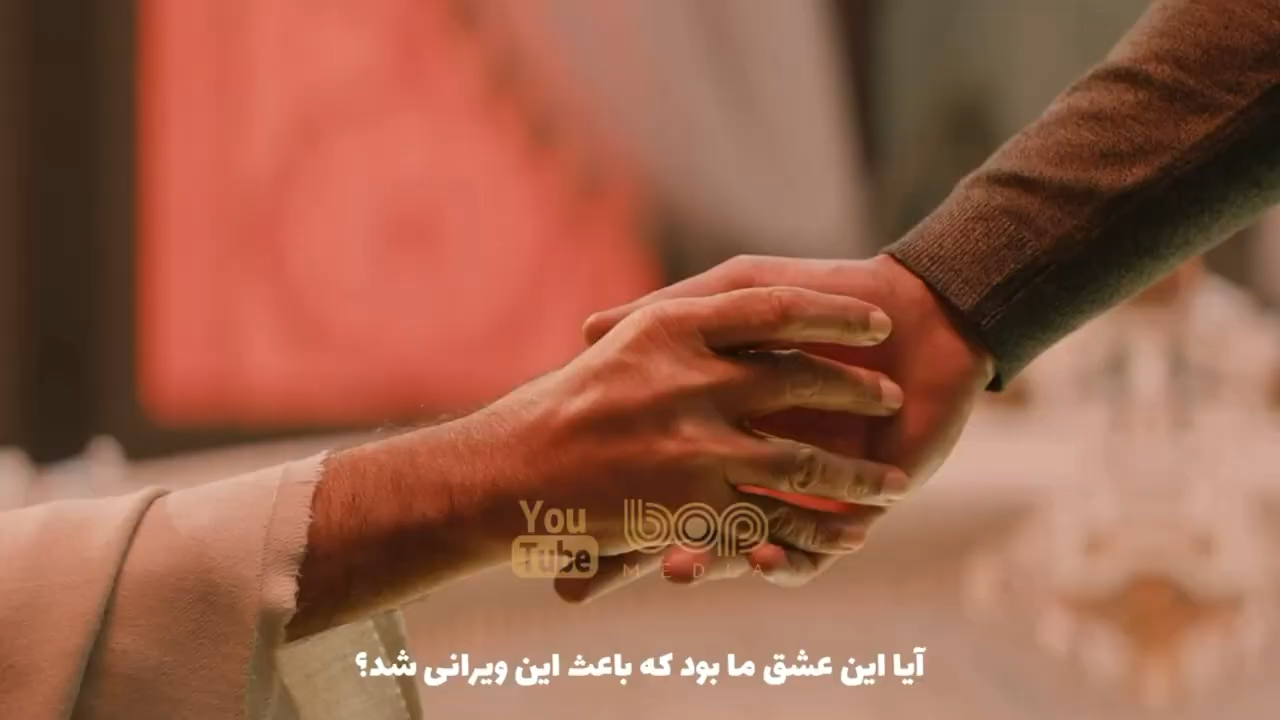 You
Tube
bop
MEDIA
آیا این عشق ما بود که باعث این ویرانی شد؟